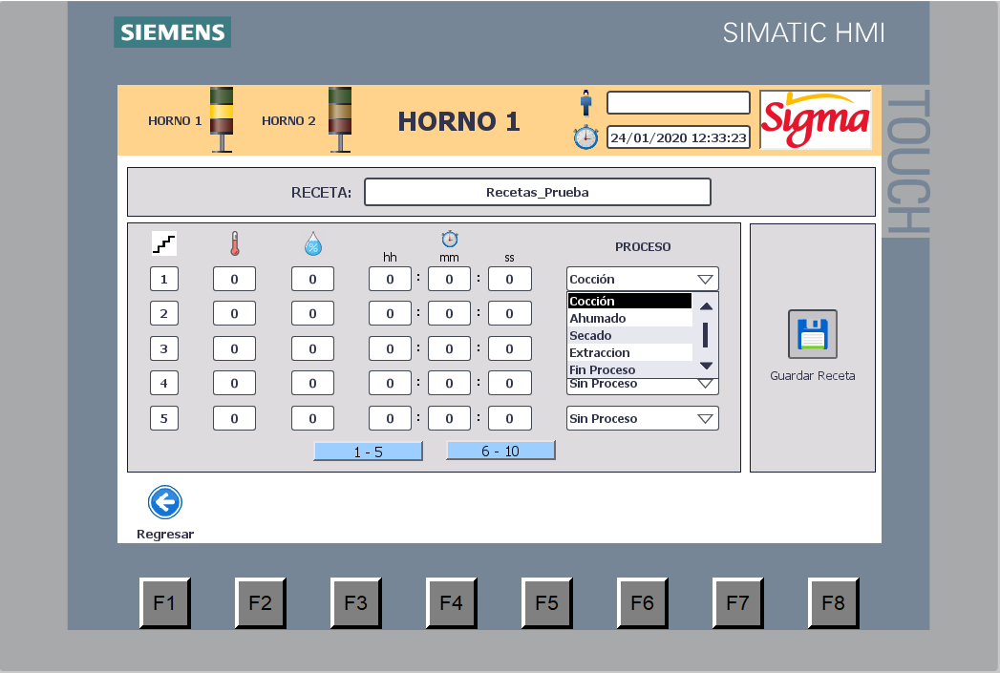 SIEMENS
SIMATIC HMI
TOUCH
HORNO 1
HORNO 2
HORNO 1
24/01/2020 12:33:23
Sigma
RECETA:
Recetas_Prueba
%
hh
mm
ss
PROCESO
1 0 0 0 : 0 : 0 Cocción
Cocción
Ahumado
Secado
Extraccion
Fin Proceso
2 0 0 0 : 0 : 0
3 0 0 0 : 0 : 0
4 0 0 0 : 0 : 0 Sin Proceso
5 0 0 0 : 0 : 0 Sin Proceso
1 - 5
6 - 10
Guardar Receta
Regresar
F1 F2 F3 F4 F5 F6 F7 F8